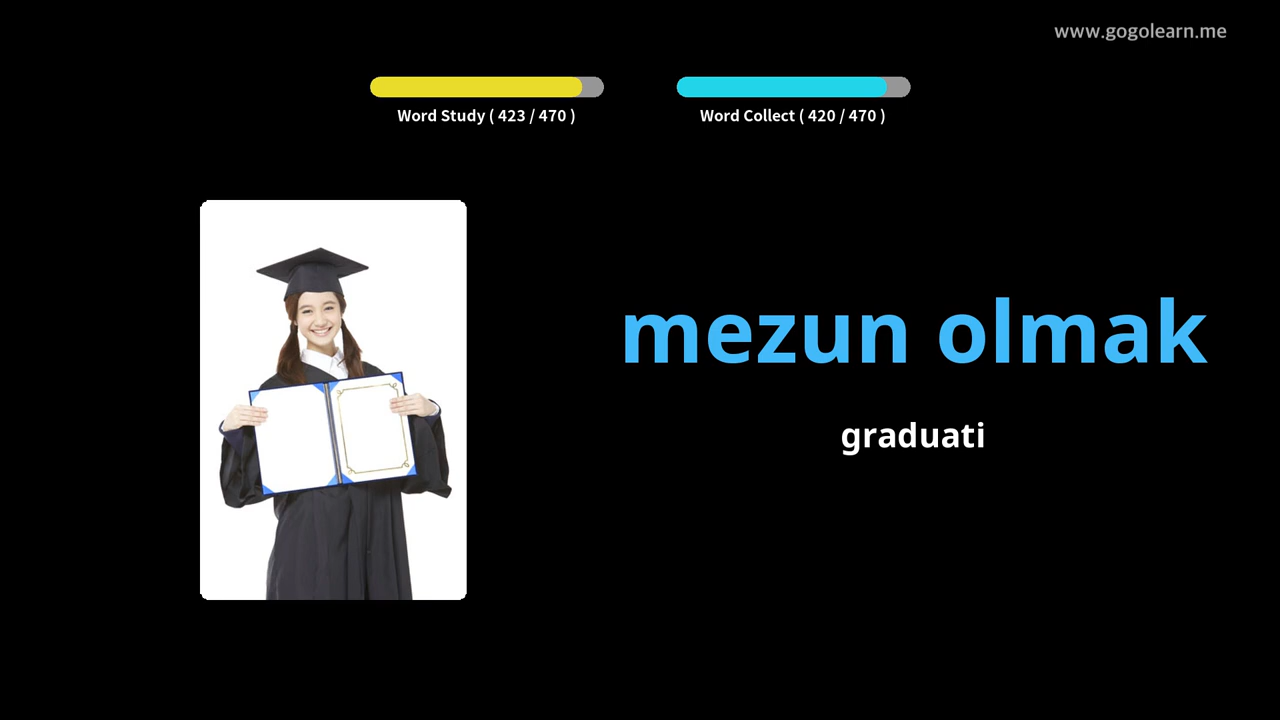 www.gogolearn.me
Word Study ( 423 / 470 )
Word Collect ( 420 / 470 )
mezun olmak
graduati